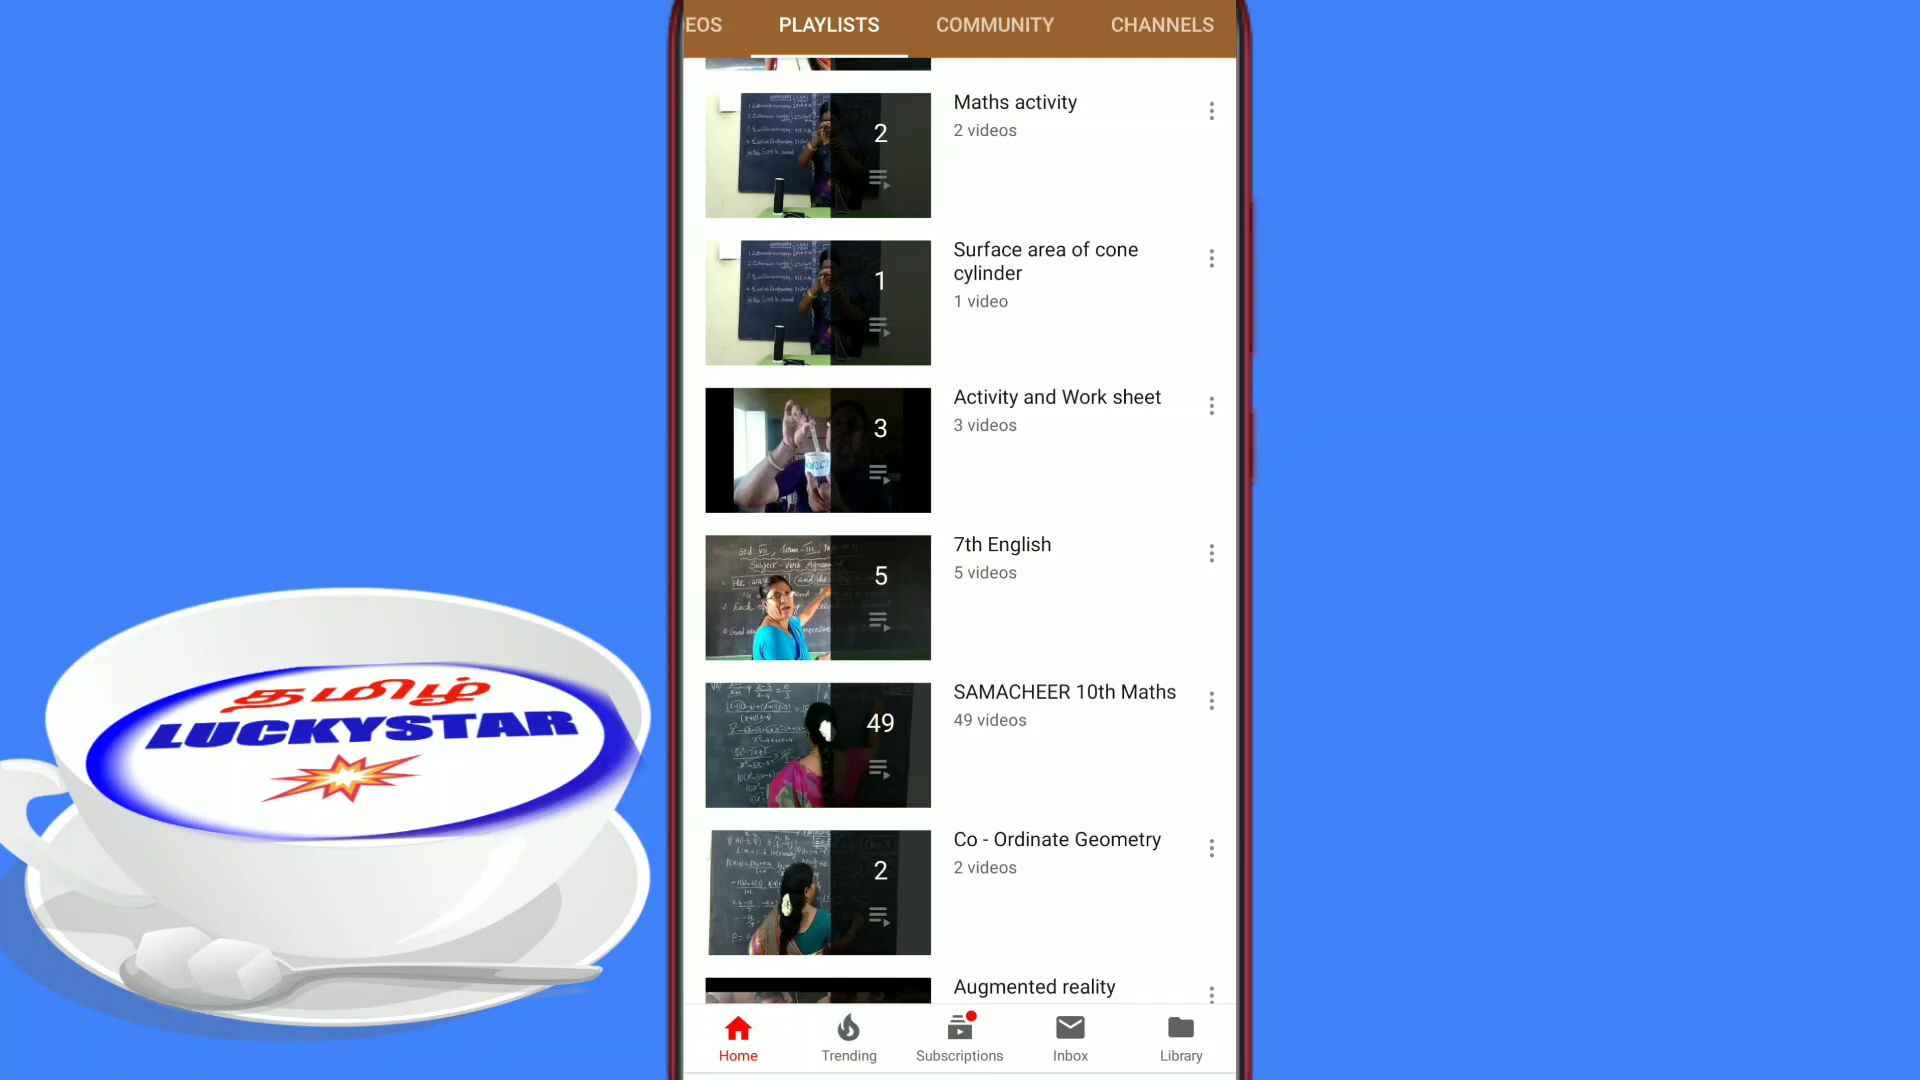 EOS
PLAYLISTS
COMMUNITY
CHANNELS
Maths activity
2 videos
2
Surface area of cone
cylinder
1 video
1
Activity and Work sheet
3 videos
3
7th English
5 videos
5
SAMACHEER 10th Maths
49 videos
49
Co - Ordinate Geometry
2 videos
2
Augmented reality
தமிழ்
LUCKYSTAR
Home
Trending
Subscriptions
Inbox
Library